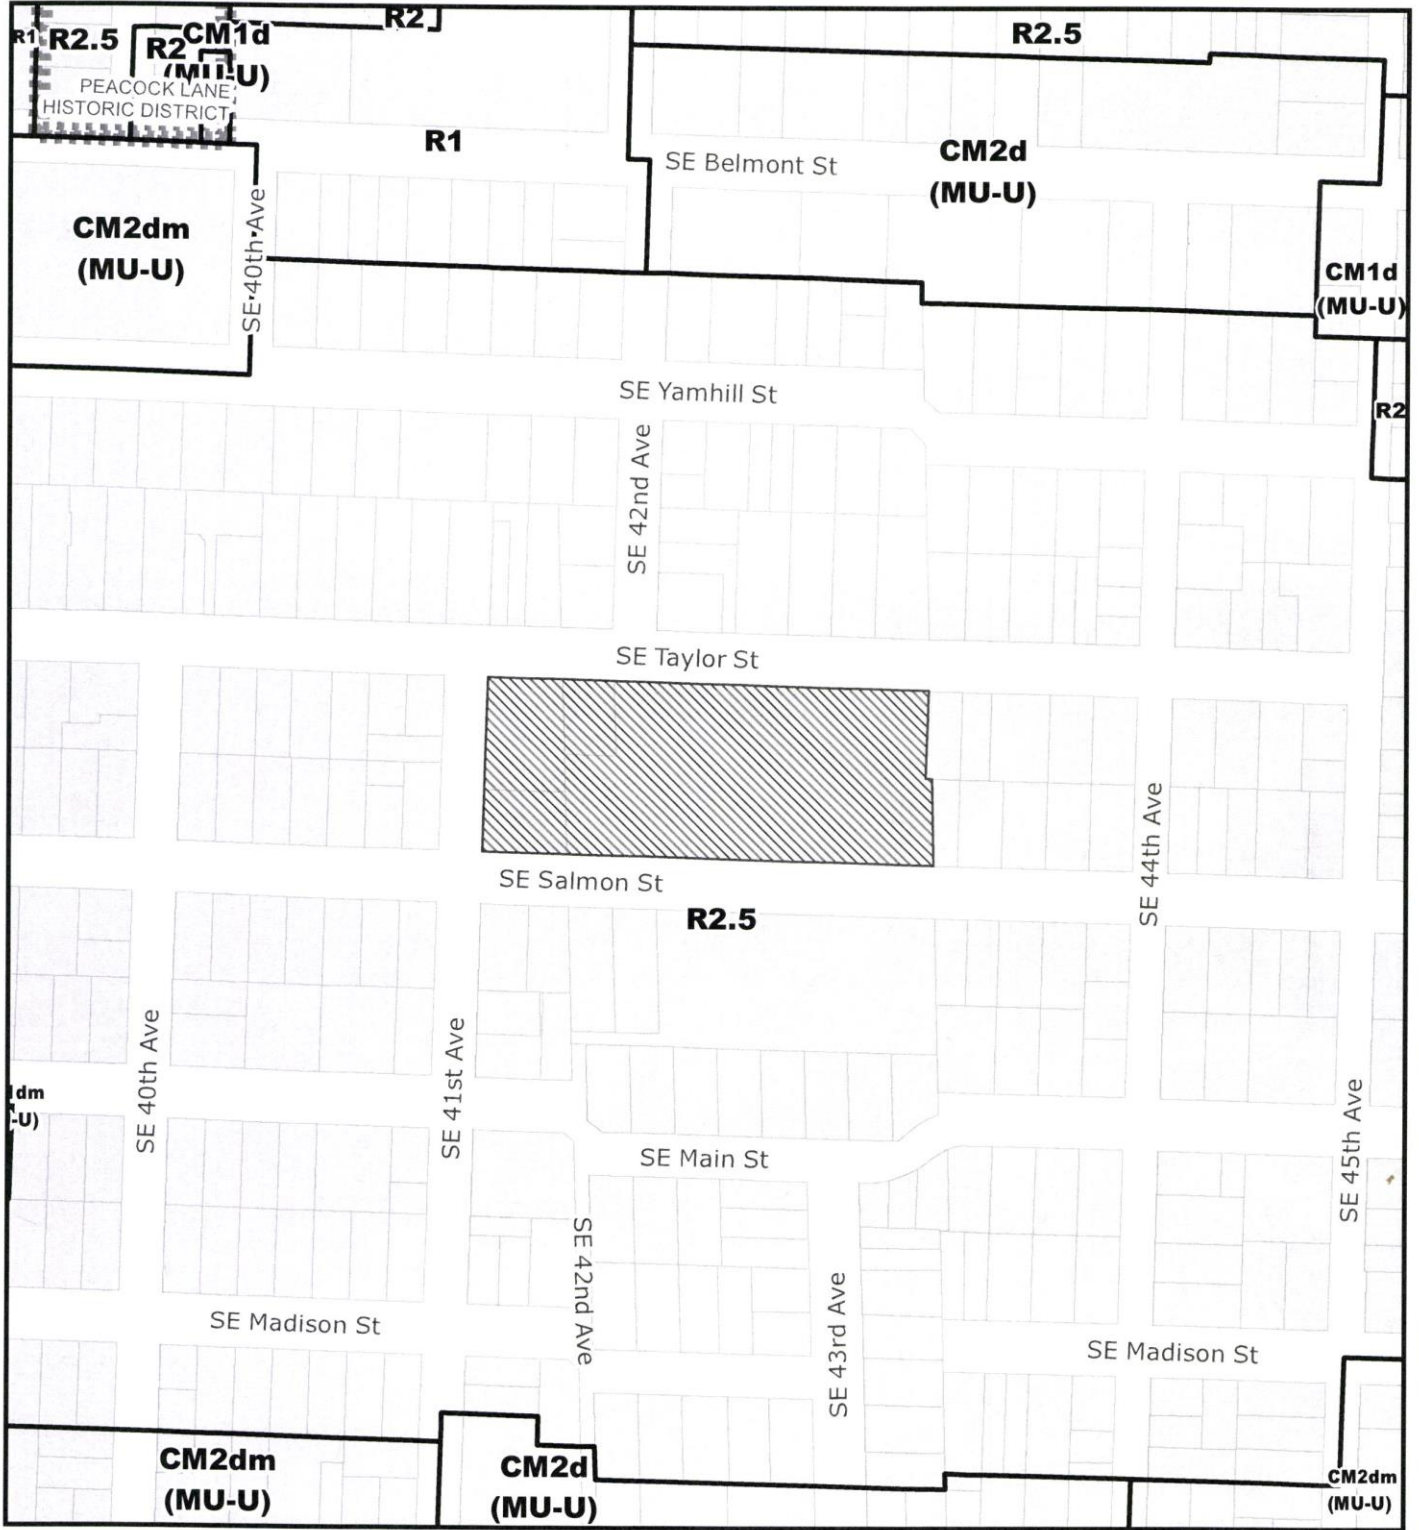 R2
R2.5
R1
R2.5
CM1d
(MU-U)
R2
PEACOCK LANE
HISTORIC DISTRICT
R1
CM2d
(MU-U)
SE Belmont St
CM2dm
(MU-U)
SE 40th Ave
CM1d
(MU-U)
SE Yamhill St
R2
SE 42nd Ave
SE Taylor St
SE 44th Ave
SE Salmon St
R2.5
SE 40th Ave
SE 41st Ave
dm
-U)
SE 45th Ave
SE Main St
SE 42nd Ave
SE 43rd Ave
SE Madison St
SE Madison St
CM2dm
(MU-U)
CM2d
(MU-U)
CM2dm
(MU-U)